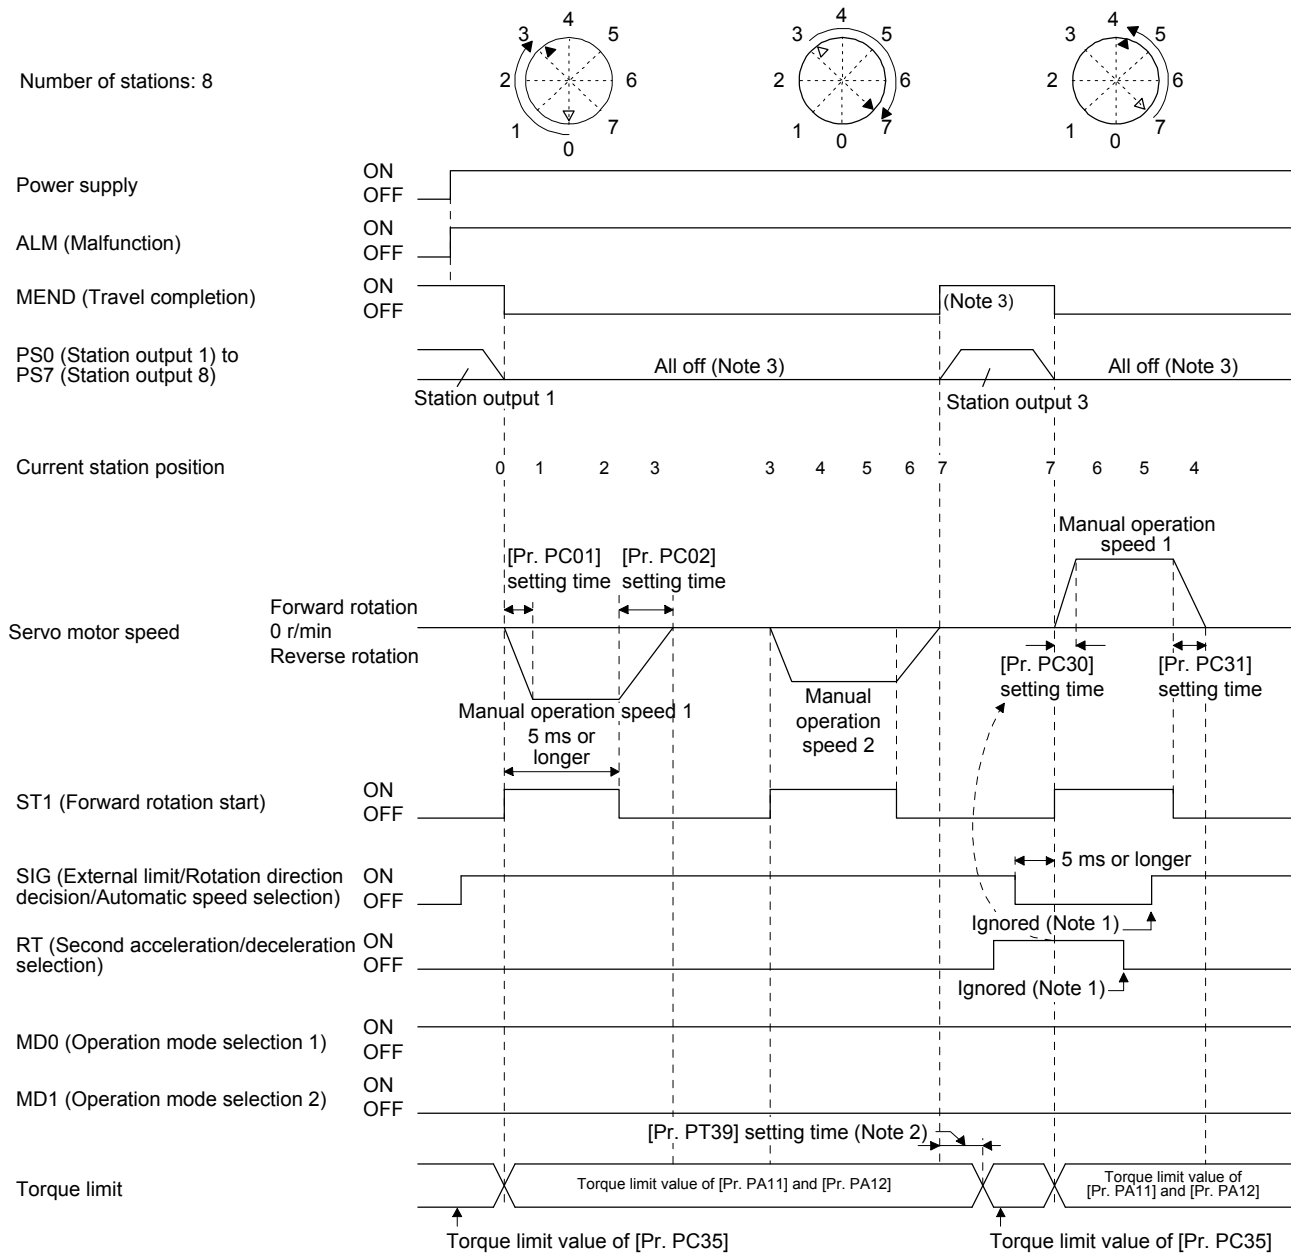 4 4 4
3 5 3 5 3 5
Number of stations: 8
2 6 2 6 2 6
1 7 1 7 1 7
0 0 0
Power supply
ON
OFF
ALM (Malfunction)
ON
OFF
MEND (Travel completion)
ON
OFF
(Note 3)
PS0 (Station output 1) to
PS7 (Station output 8)
All off (Note 3)
All off (Note 3)
Station output 1
Station output 3
Current station position
0 1 2 3 3 4 5 6 7 7 6 5 4
Manual operation
speed 1
[Pr. PC01]
setting time
[Pr. PC02]
setting time
Servo motor speed
Forward rotation
0 r/min
Reverse rotation
[Pr. PC30]
setting time
[Pr. PC31]
setting time
Manual operation speed 1
Manual
operation
speed 2
5 ms or
longer
ST1 (Forward rotation start)
ON
OFF
5 ms or longer
SIG (External limit/Rotation direction
decision/Automatic speed selection)
ON
OFF
Ignored (Note 1)
RT (Second acceleration/deceleration
selection)
ON
OFF
Ignored (Note 1)
MD0 (Operation mode selection 1)
ON
OFF
MD1 (Operation mode selection 2)
ON
OFF
[Pr. PT39] setting time (Note 2)
Torque limit
Torque limit value of [Pr. PA11] and [Pr. PA12]
Torque limit value of
[Pr. PA11] and [Pr. PA12]
Torque limit value of [Pr. PC35]
Torque limit value of [Pr. PC35]